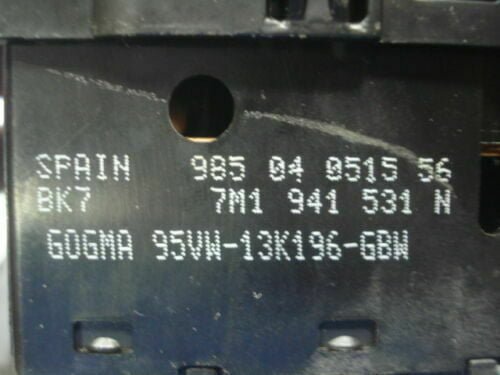 SPAIN 985 04 0515 56
BK7 7M1 941 531 N
GOGMA 95VW-13K196-GBW